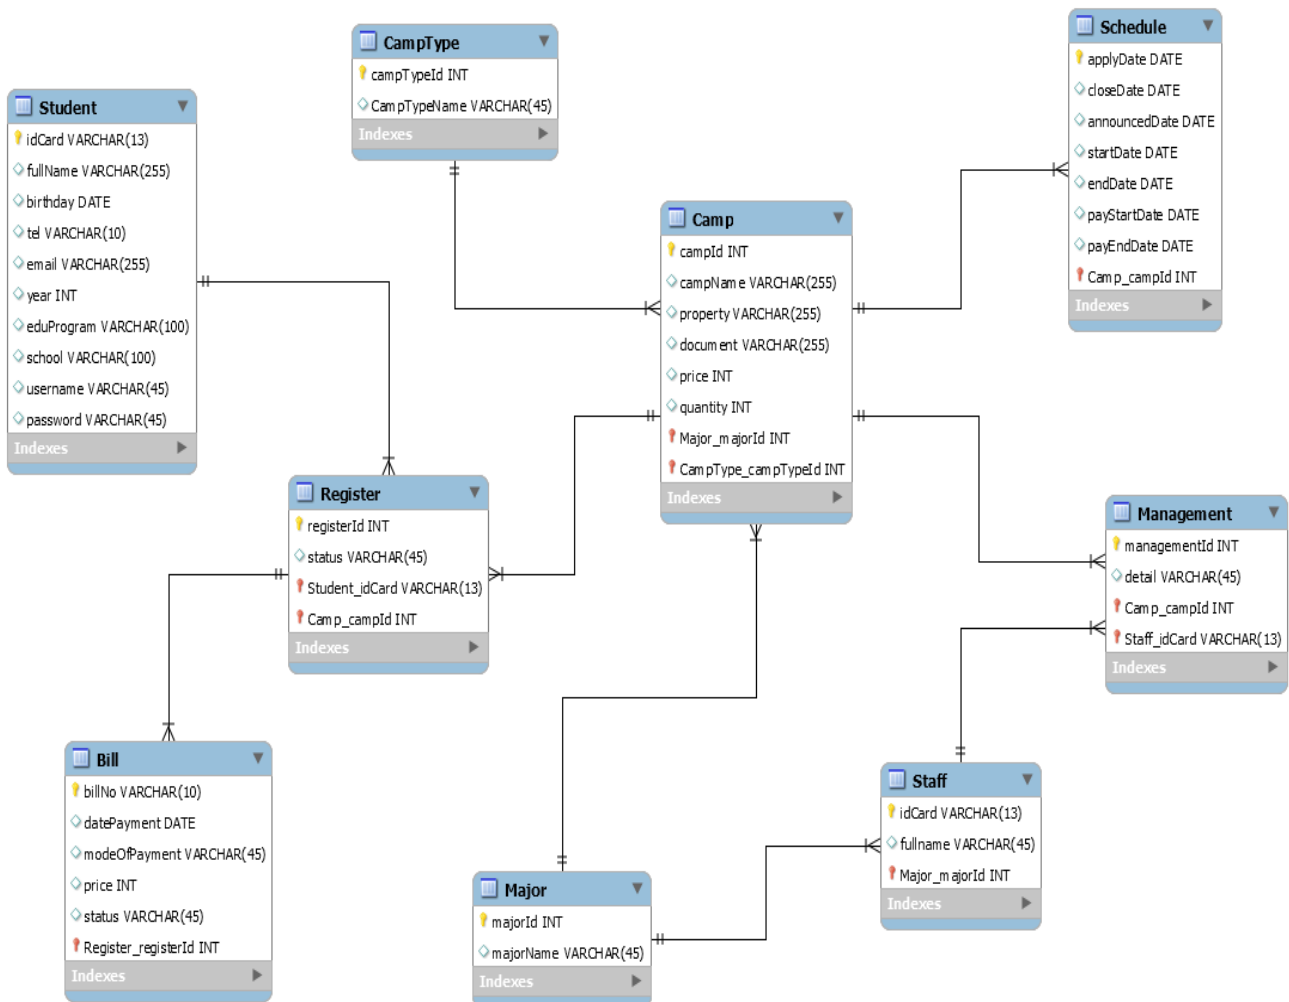 CampType
campTypeId INT
CampTypeName VARCHAR(45)
Indexes
Schedule
applyDate DATE
closeDate DATE
announcedDate DATE
startDate DATE
endDate DATE
payStartDate DATE
payEndDate DATE
Camp_campId INT
Indexes
Student
idCard VARCHAR(13)
fullName VARCHAR(255)
birthday DATE
tel VARCHAR(10)
email VARCHAR(255)
year INT
eduProgram VARCHAR(100)
school VARCHAR(100)
username VARCHAR(45)
password VARCHAR(45)
Indexes
Camp
campId INT
campName VARCHAR(255)
property VARCHAR(255)
document VARCHAR(255)
price INT
quantity INT
Major_majorId INT
CampType_campTypeId INT
Indexes
Register
registerId INT
status VARCHAR(45)
Student_idCard VARCHAR(13)
Camp_campId INT
Indexes
Management
managementId INT
detail VARCHAR(45)
Camp_campId INT
Staff_idCard VARCHAR(13)
Indexes
Bill
billNo VARCHAR(10)
datePayment DATE
modeOfPayment VARCHAR(45)
price INT
status VARCHAR(45)
Register_registerId INT
Indexes
Major
majorId INT
majorName VARCHAR(45)
Indexes
Staff
idCard VARCHAR(13)
fullname VARCHAR(45)
Major_majorId INT
Indexes